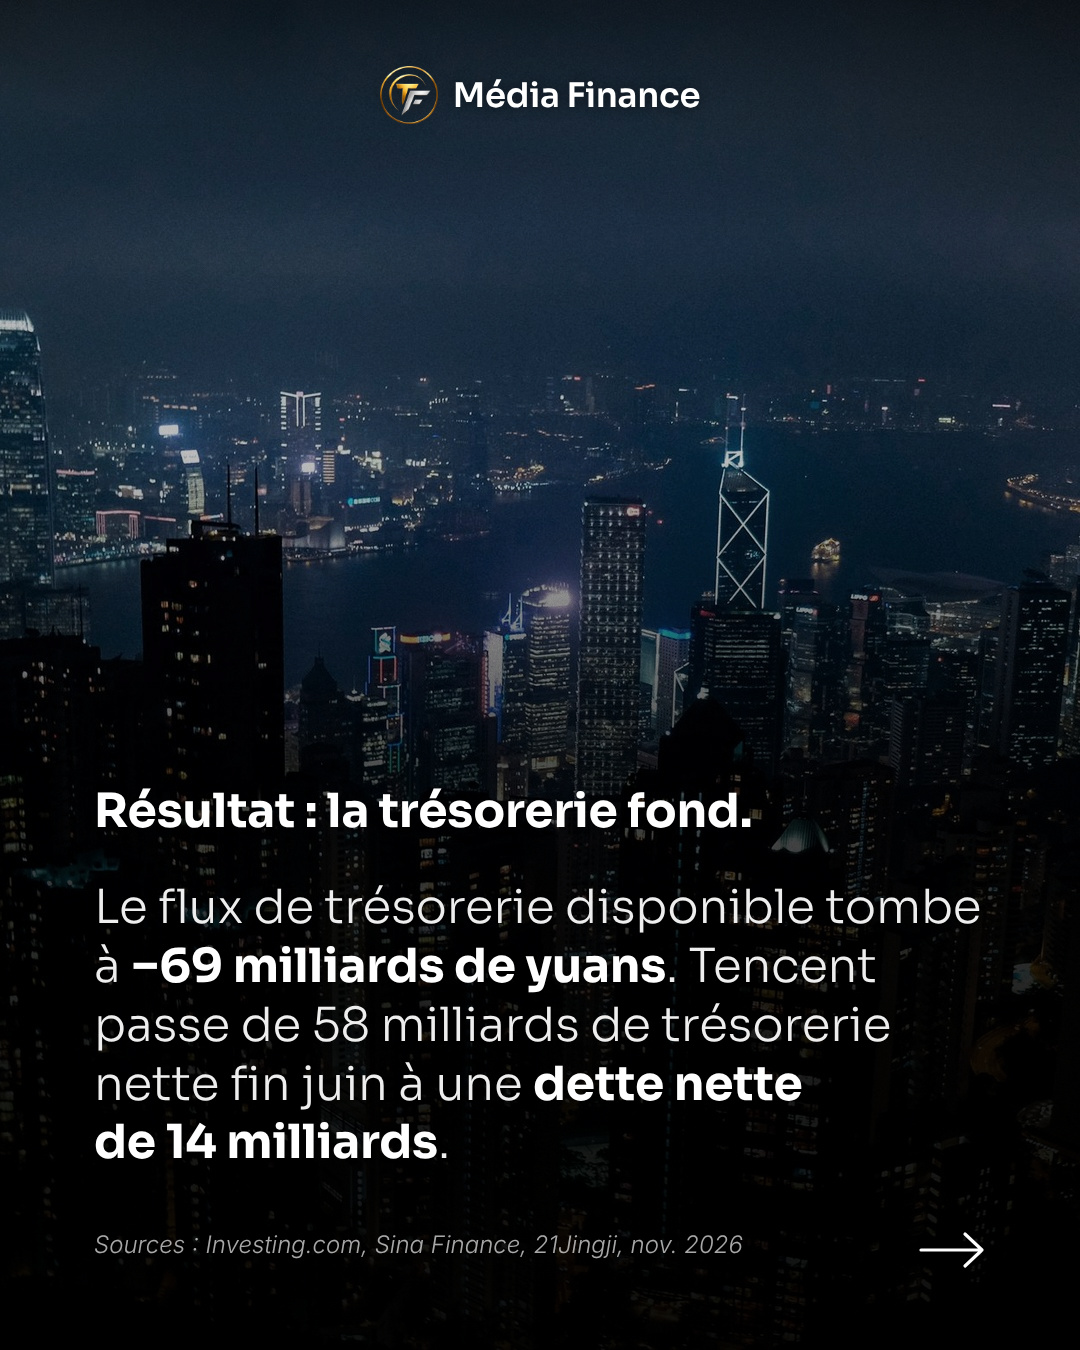 Média Finance
Résultat : la trésorerie fond.
Le flux de trésorerie disponible tombe
à −69 milliards de yuans. Tencent
passe de 58 milliards de trésorerie
nette fin juin à une dette nette
de 14 milliards.
Sources : Investing.com, Sina Finance, 21Jingji, nov. 2026